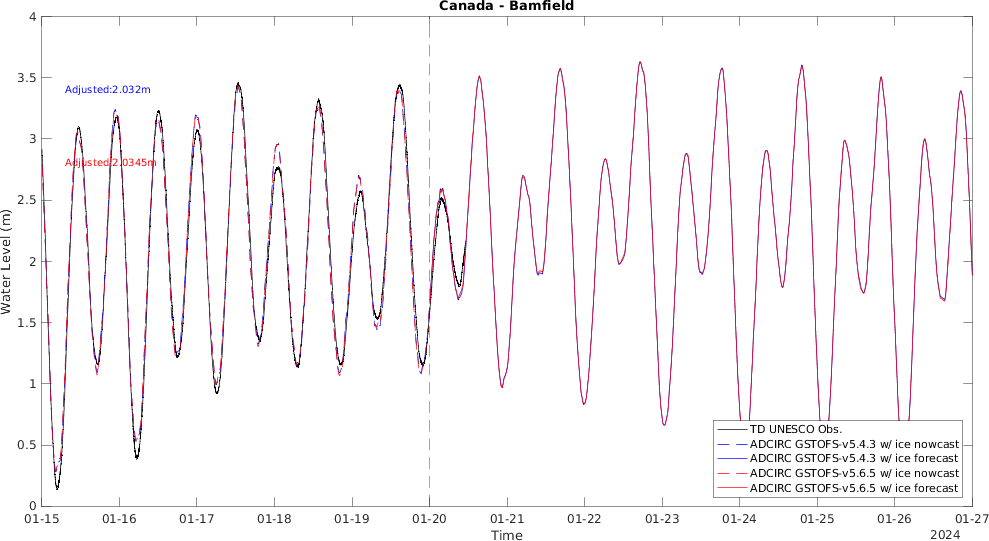 Canada - Bamfield
4
3.5
3
2.5
2
1.5
1
0.5
0
Water Level (m)
Adjusted:2.032m
Adjusted:2.0345m
TD UNESCO Obs.
ADCIRC GSTOFS-v5.4.3 w/ ice nowcast
ADCIRC GSTOFS-v5.4.3 w/ ice forecast
ADCIRC GSTOFS-v5.6.5 w/ ice nowcast
ADCIRC GSTOFS-v5.6.5 w/ ice forecast
01-15 01-16 01-17 01-18 01-19 01-20 01-21 01-22 01-23 01-24 01-25 01-26 01-27
Time
2024